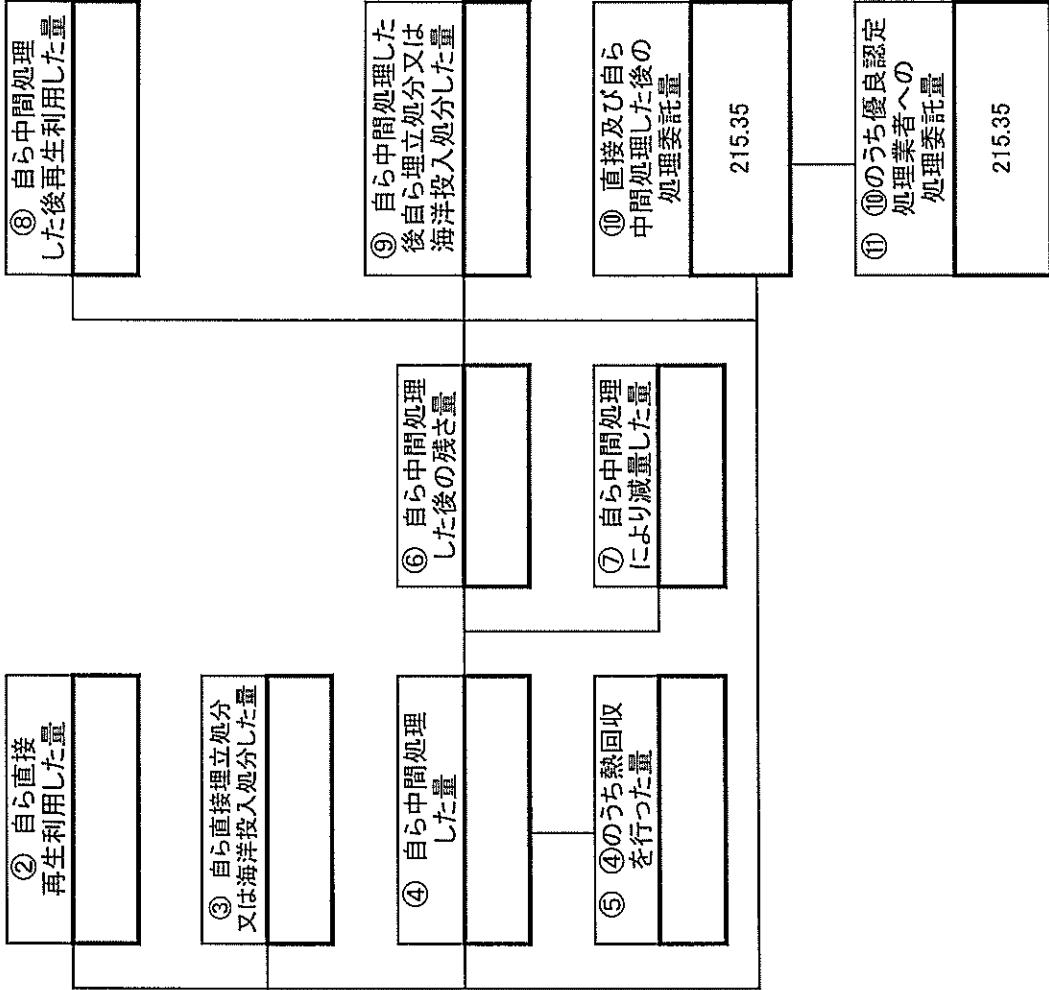 ② 自ら直接
再生利用した量
③ 自ら直接埋立処分
又は海洋投入処分した量
④ 自ら中間処理
した量
⑤ ④のうち熱回収
を行った量
⑥ 自ら中間処理
した後の残さ量
⑦ 自ら中間処理
により減量した量
⑧ 自ら中間処理
した後再生利用した量
⑨ 自ら中間処理した
後自ら埋立処分又は
海洋投入処分した量
⑩ 直接及び自ら
中間処理した後の
処理委託量
215.35
⑪ ⑩のうち優良認定
処理業者への
処理委託量
215.35